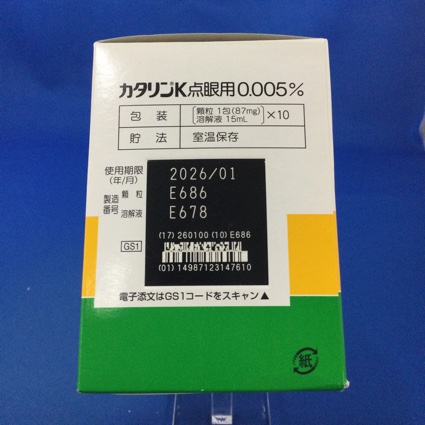 カタリンK点眼用0.005%
包装 顆粒 1包(87mg) 溶解液 15mL ×10
貯法 室温保存
使用期限 (年/月) 2026/01
製造番号 顆粒 E686
溶解液 E678
(17) 260100 (10) E686
GS1
(01) 14987123147610
電子添文はGS1コードをスキャン▲
紙